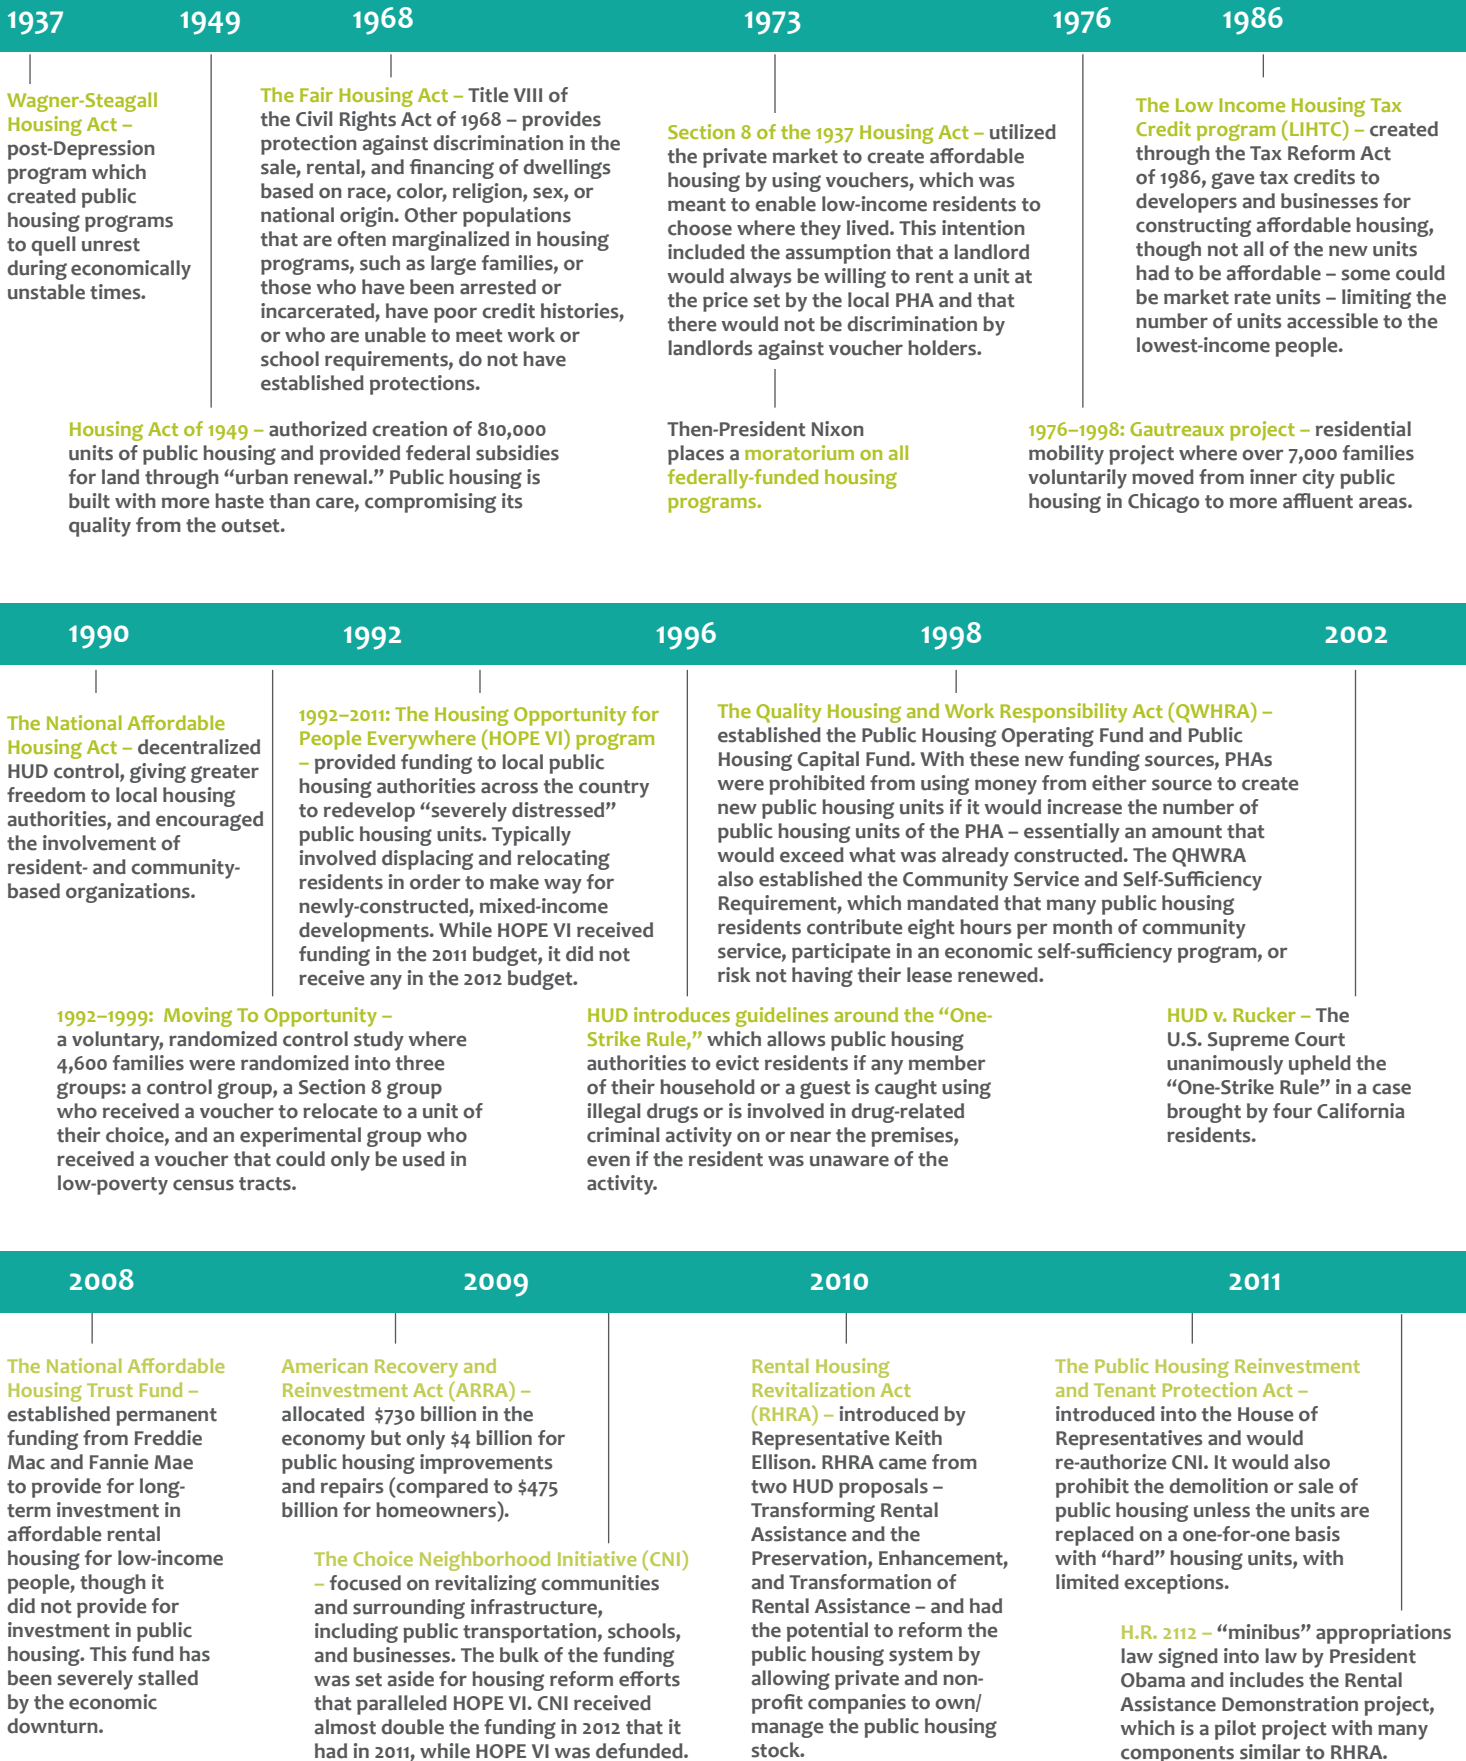 1937 1949 1968 1973 1976 1986
Wagner-Steagall
Housing Act –
post-Depression
program which
created public
housing programs
to quell unrest
during economically
unstable times.
The Fair Housing Act – Title VIII of
the Civil Rights Act of 1968 – provides
protection against discrimination in the
sale, rental, and financing of dwellings
based on race, color, religion, sex, or
national origin. Other populations
that are often marginalized in housing
programs, such as large families, or
those who have been arrested or
incarcerated, have poor credit histories,
or who are unable to meet work or
school requirements, do not have
established protections.
Section 8 of the 1937 Housing Act – utilized
the private market to create affordable
housing by using vouchers, which was
meant to enable low-income residents to
choose where they lived. This intention
included the assumption that a landlord
would always be willing to rent a unit at
the price set by the local PHA and that
there would not be discrimination by
landlords against voucher holders.
The Low Income Housing Tax
Credit program (LIHTC) – created
through the Tax Reform Act
of 1986, gave tax credits to
developers and businesses for
constructing affordable housing,
though not all of the new units
had to be affordable – some could
be market rate units – limiting the
number of units accessible to the
lowest-income people.
Housing Act of 1949 – authorized creation of 810,000
units of public housing and provided federal subsidies
for land through “urban renewal.” Public housing is
built with more haste than care, compromising its
quality from the outset.
Then-President Nixon
places a moratorium on all
federally-funded housing
programs.
1976–1998: Gautreaux project – residential
mobility project where over 7,000 families
voluntarily moved from inner city public
housing in Chicago to more affluent areas.
1990 1992 1996 1998 2002
The National Affordable
Housing Act – decentralized
HUD control, giving greater
freedom to local housing
authorities, and encouraged
the involvement of
resident- and community-
based organizations.
1992–2011: The Housing Opportunity for
People Everywhere (HOPE VI) program
– provided funding to local public
housing authorities across the country
to redevelop “severely distressed”
public housing units. Typically
involved displacing and relocating
residents in order to make way for
newly-constructed, mixed-income
developments. While HOPE VI received
funding in the 2011 budget, it did not
receive any in the 2012 budget.
The Quality Housing and Work Responsibility Act (QWHRA) –
established the Public Housing Operating Fund and Public
Housing Capital Fund. With these new funding sources, PHAs
were prohibited from using money from either source to create
new public housing units if it would increase the number of
public housing units of the PHA – essentially an amount that
would exceed what was already constructed. The QHWRA
also established the Community Service and Self-Sufficiency
Requirement, which mandated that many public housing
residents contribute eight hours per month of community
service, participate in an economic self-sufficiency program, or
risk not having their lease renewed.
1992–1999: Moving To Opportunity –
a voluntary, randomized control study where
4,600 families were randomized into three
groups: a control group, a Section 8 group
who received a voucher to relocate to a unit of
their choice, and an experimental group who
received a voucher that could only be used in
low-poverty census tracts.
HUD introduces guidelines around the “One-
Strike Rule,” which allows public housing
authorities to evict residents if any member
of their household or a guest is caught using
illegal drugs or is involved in drug-related
criminal activity on or near the premises,
even if the resident was unaware of the
activity.
HUD v. Rucker – The
U.S. Supreme Court
unanimously upheld the
“One-Strike Rule” in a case
brought by four California
residents.
2008 2009 2010 2011
The National Affordable
Housing Trust Fund –
established permanent
funding from Freddie
Mac and Fannie Mae
to provide for long-
term investment in
affordable rental
housing for low-income
people, though it
did not provide for
investment in public
housing. This fund has
been severely stalled
by the economic
downturn.
American Recovery and
Reinvestment Act (ARRA) –
allocated $730 billion in the
economy but only $4 billion for
public housing improvements
and repairs (compared to $475
billion for homeowners).
The Choice Neighborhood Initiative (CNI)
– focused on revitalizing communities
and surrounding infrastructure,
including public transportation, schools,
and businesses. The bulk of the funding
was set aside for housing reform efforts
that paralleled HOPE VI. CNI received
almost double the funding in 2012 that it
had in 2011, while HOPE VI was defunded.
Rental Housing
Revitalization Act
(RHRA) – introduced by
Representative Keith
Ellison. RHRA came from
two HUD proposals –
Transforming Rental
Assistance and the
Preservation, Enhancement,
and Transformation of
Rental Assistance – and had
the potential to reform the
public housing system by
allowing private and non-
profit companies to own/
manage the public housing
stock.
The Public Housing Reinvestment
and Tenant Protection Act –
introduced into the House of
Representatives and would
re-authorize CNI. It would also
prohibit the demolition or sale of
public housing unless the units are
replaced on a one-for-one basis
with “hard” housing units, with
limited exceptions.
H.R. 2112 – “minibus” appropriations
law signed into law by President
Obama and includes the Rental
Assistance Demonstration project,
which is a pilot project with many
components similar to RHRA.